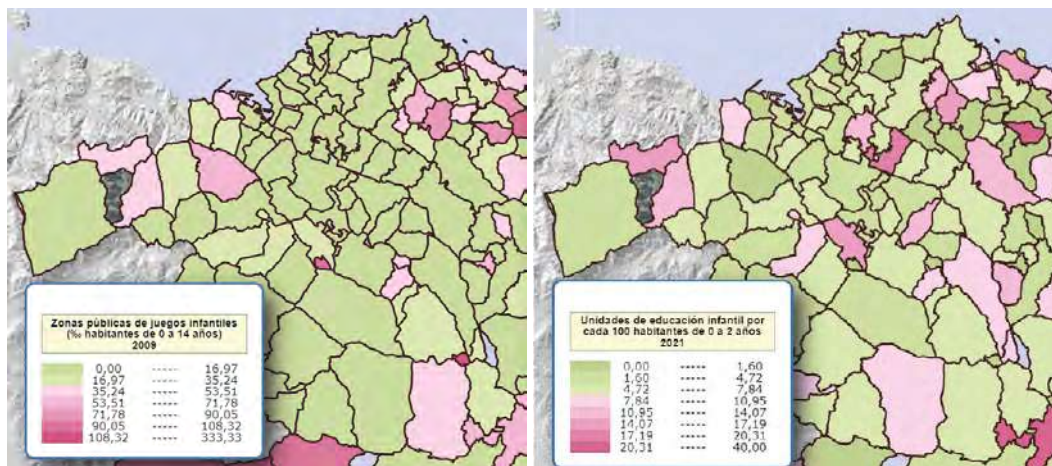 Zonas públicas de juegos infantiles
(‰ habitantes de 0 a 14 años)
2009
0,00 ----- 16,97
16,97 ----- 35,24
35,24 ----- 53,51
53,51 ----- 71,78
71,78 ----- 90,05
90,05 ----- 108,32
108,32 ----- 333,33
Unidades de educación infantil por
cada 100 habitantes de 0 a 2 años
2021
0,00 ----- 1,60
1,60 ----- 4,72
4,72 ----- 7,84
7,84 ----- 10,95
10,95 ----- 14,07
14,07 ----- 17,19
17,19 ----- 20,31
20,31 ----- 40,00